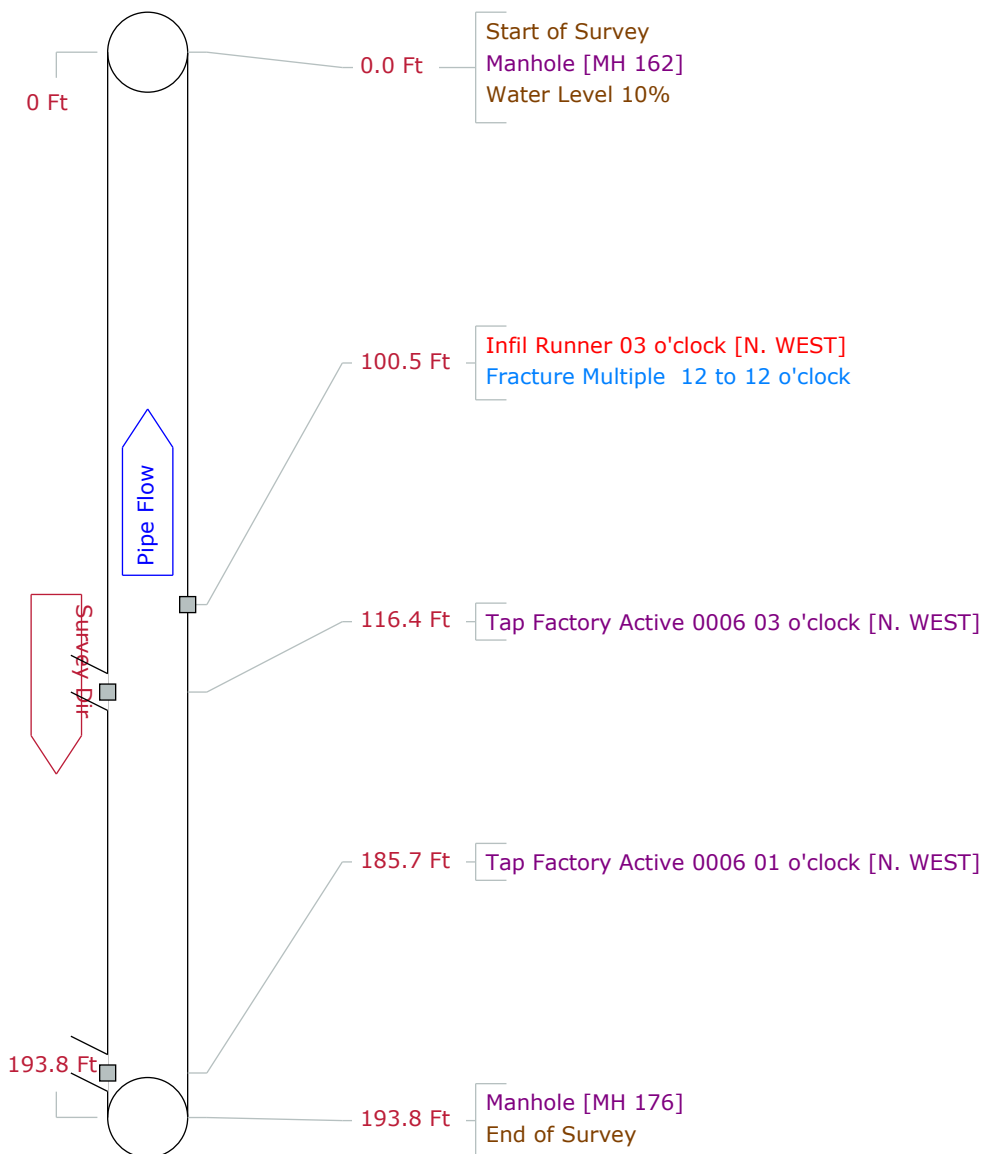 Start of Survey
0.0 Ft
Manhole [MH 162]
0 Ft
Water Level 10%
100.5 Ft
Infil Runner 03 o'clock [N. WEST]
Fracture Multiple  12 to 12 o'clock
Pipe Flow
Survey Dir
116.4 Ft
Tap Factory Active 0006 03 o'clock [N. WEST]
185.7 Ft
Tap Factory Active 0006 01 o'clock [N. WEST]
193.8 Ft
193.8 Ft
Manhole [MH 176]
End of Survey